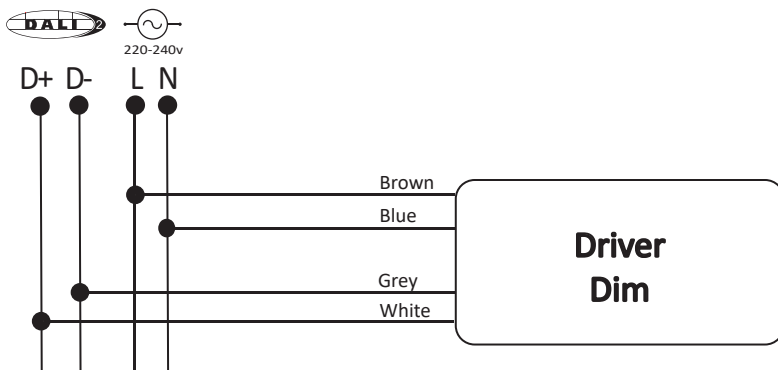 DALI 2
220-240v
D+ D- L N
Brown
Blue
Grey
White
Driver
Dim